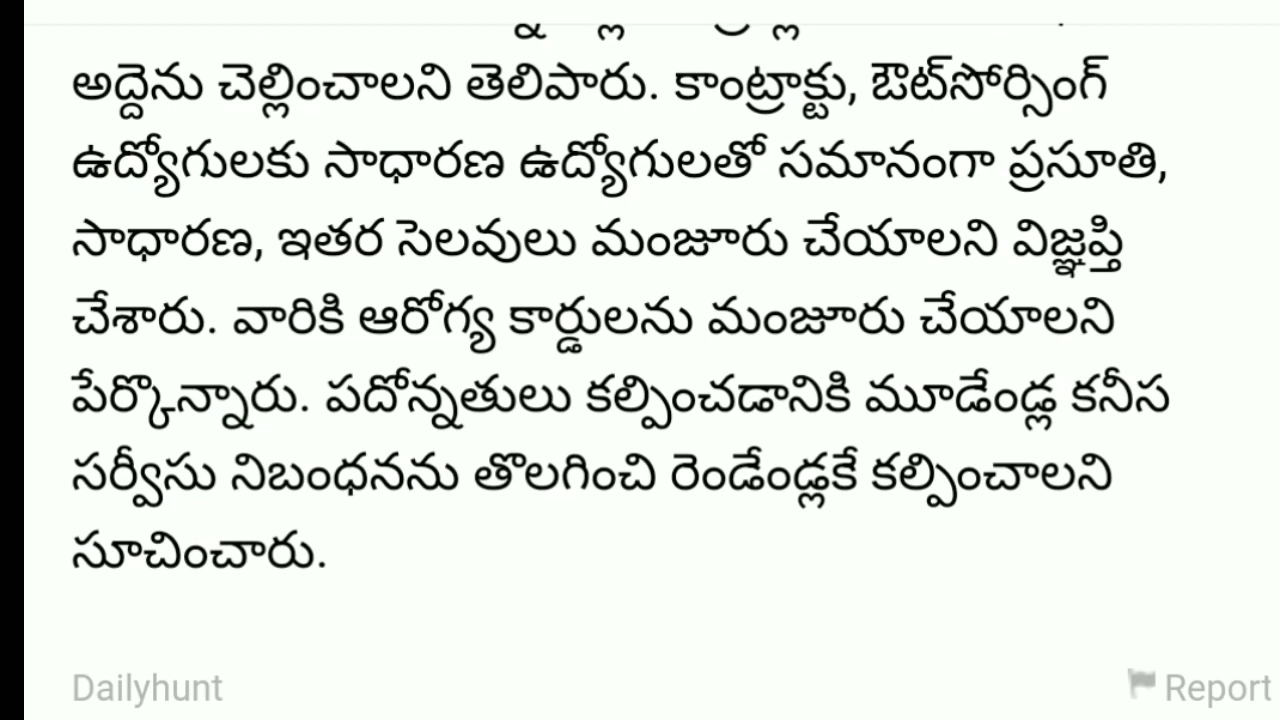 అద్దెను చెల్లించాలని తెలిపారు. కాంట్రాక్టు, ఔట్‌సోర్సింగ్
ఉద్యోగులకు సాధారణ ఉద్యోగులతో సమానంగా ప్రసూతి,
సాధారణ, ఇతర సెలవులు మంజూరు చేయాలని విజ్ఞప్తి
చేశారు. వారికి ఆరోగ్య కార్డులను మంజూరు చేయాలని
పేర్కొన్నారు. పదోన్నతులు కల్పించడానికి మూడేండ్ల కనీస
సర్వీసు నిబంధనను తొలగించి రెండేండ్లకే కల్పించాలని
సూచించారు.
Dailyhunt
Report